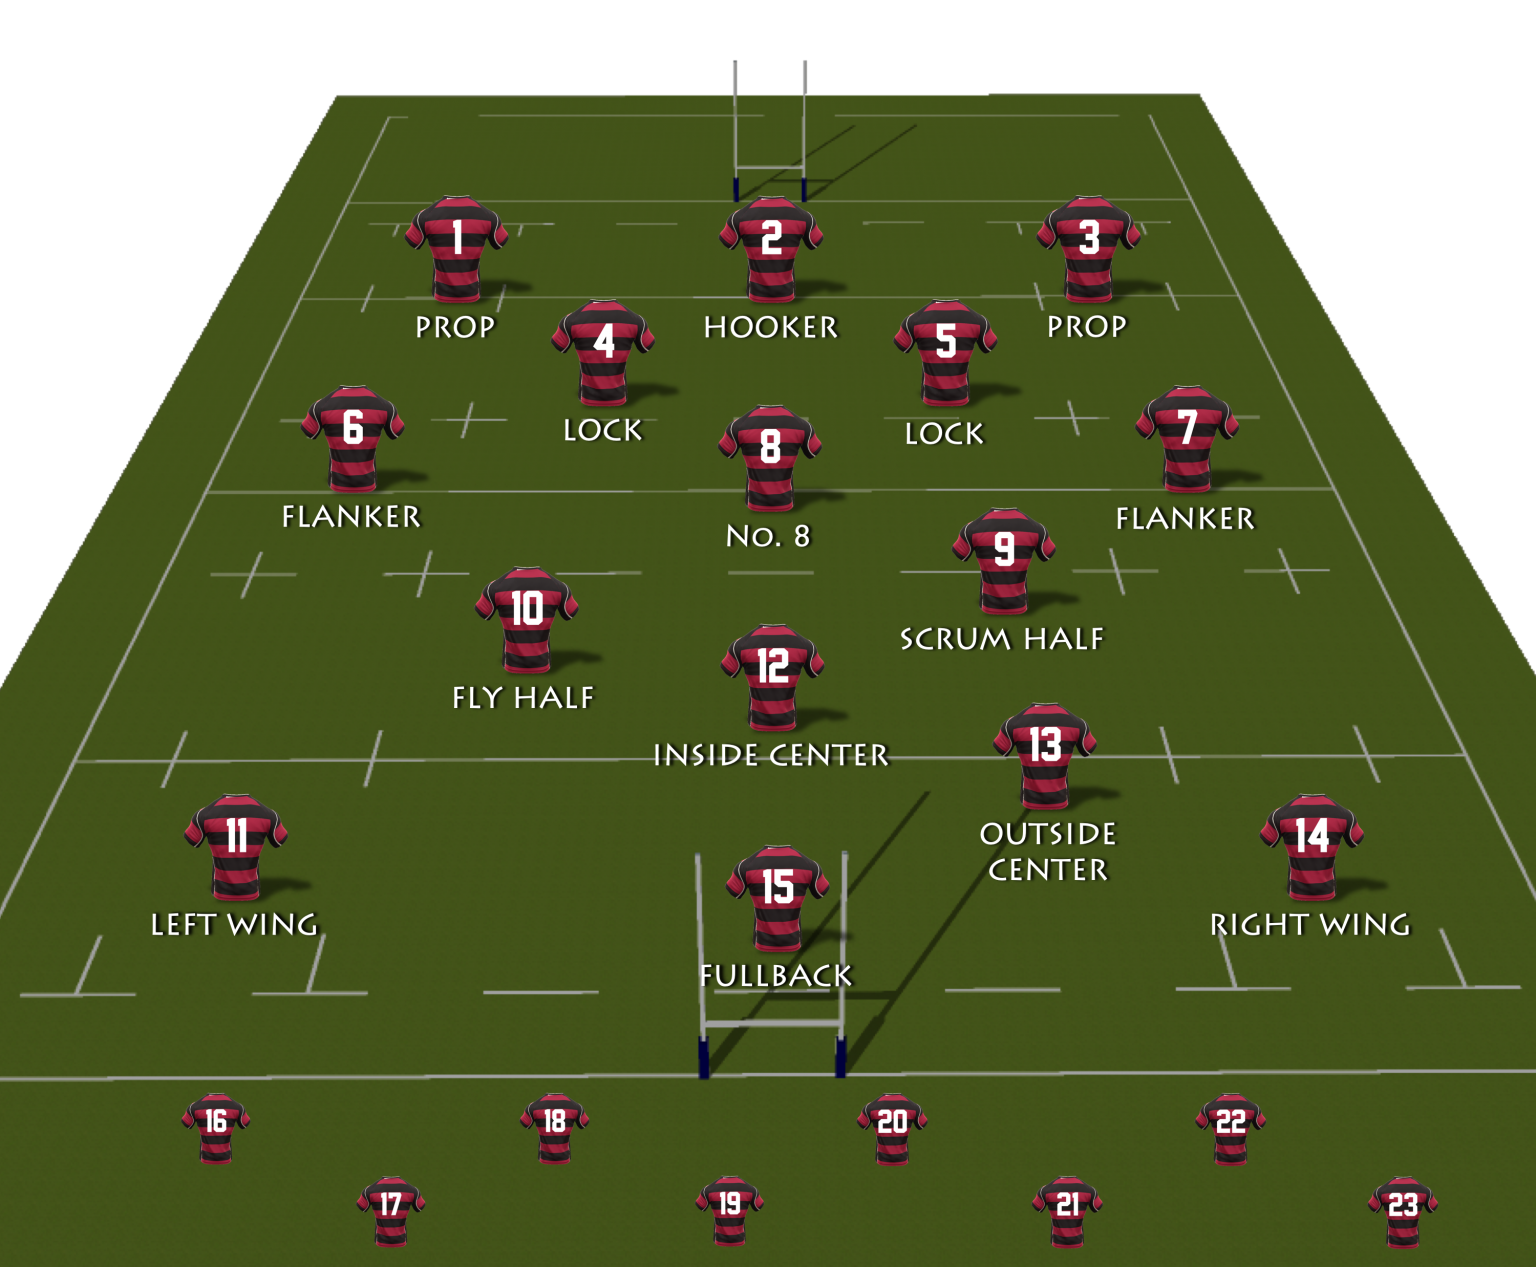 1
2
3
PROP
HOOKER
PROP
4
5
LOCK
LOCK
6
8
7
FLANKER
No. 8
FLANKER
9
SCRUM HALF
10
FLY HALF
12
INSIDE CENTER
13
OUTSIDE
CENTER
11
14
LEFT WING
RIGHT WING
15
FULLBACK
16
18
20
22
17
19
21
23